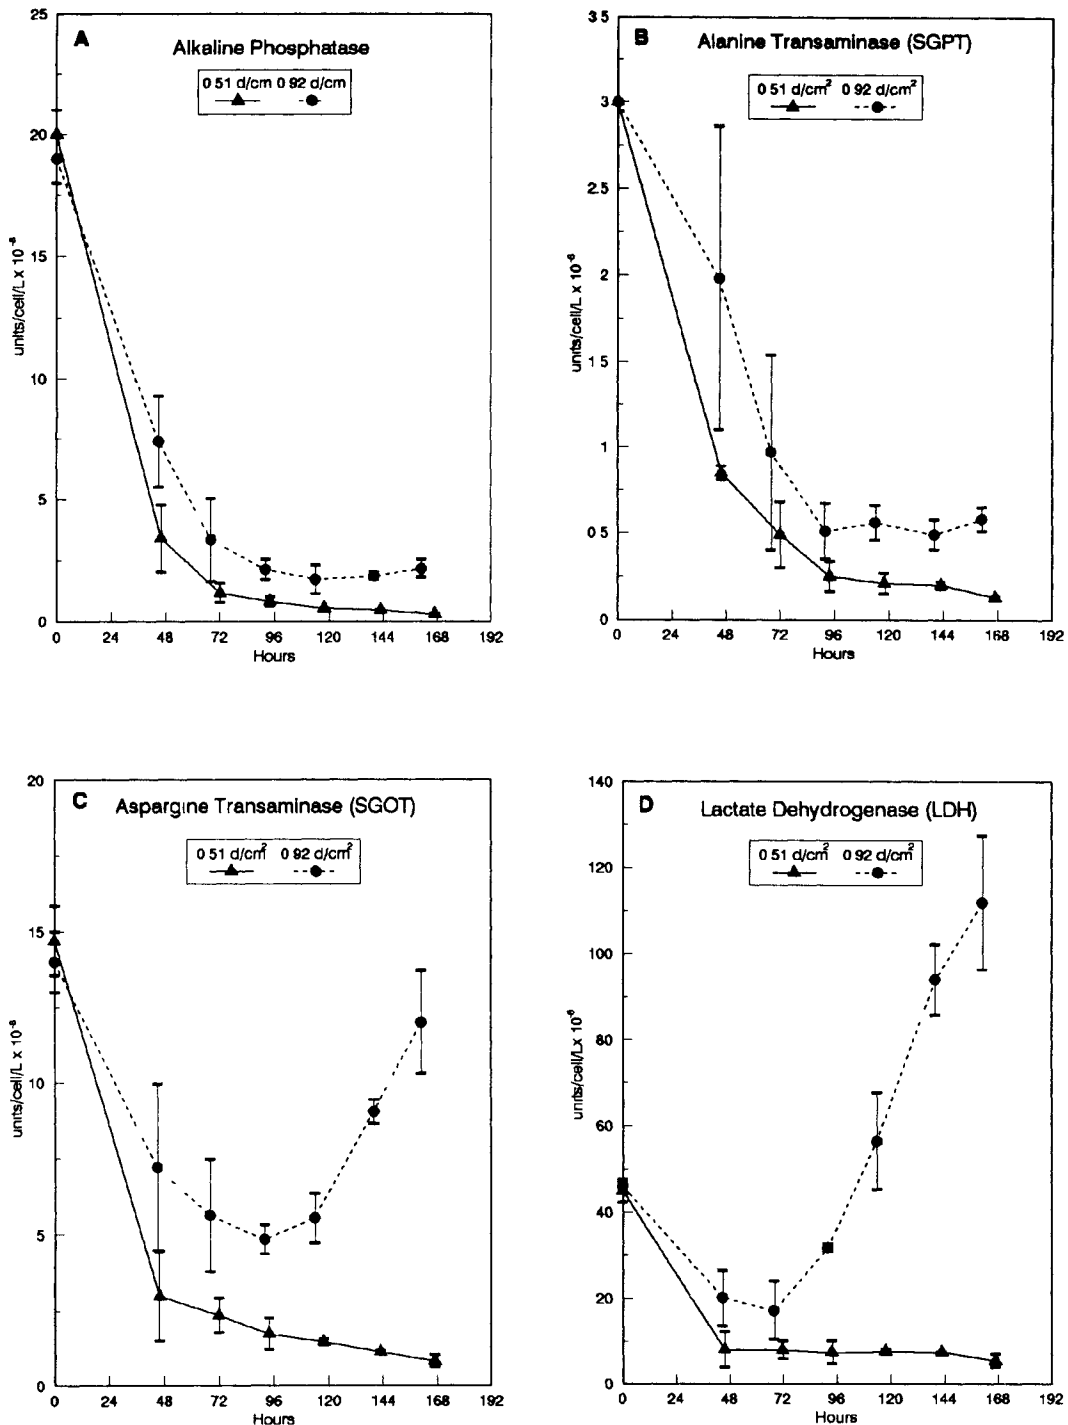 A
Alkaline Phosphatase
0 51 d/cm 0 92 d/cm
25
20
15
10
5
0
units/cell/L x 10⁻⁸
0 24 48 72 96 120 144 168 192
Hours
B
Alanine Transaminase (SGPT)
0 51 d/cm² 0 92 d/cm²
3 5
3
2.5
2
1 5
1
0 5
0
units/cell/L x 10⁻⁸
0 24 48 72 96 120 144 168 192
Hours
C
Aspargine Transaminase (SGOT)
0 51 d/cm² 0 92 d/cm²
20
15
10
5
0
units/cell/L x 10⁻⁸
0 24 48 72 96 120 144 168 192
Hours
D
Lactate Dehydrogenase (LDH)
0 51 d/cm² 0 92 d/cm²
140
120
100
80
60
40
20
0
units/cell/Lx 10⁻⁸
0 24 48 72 96 120 144 168 192
Hours